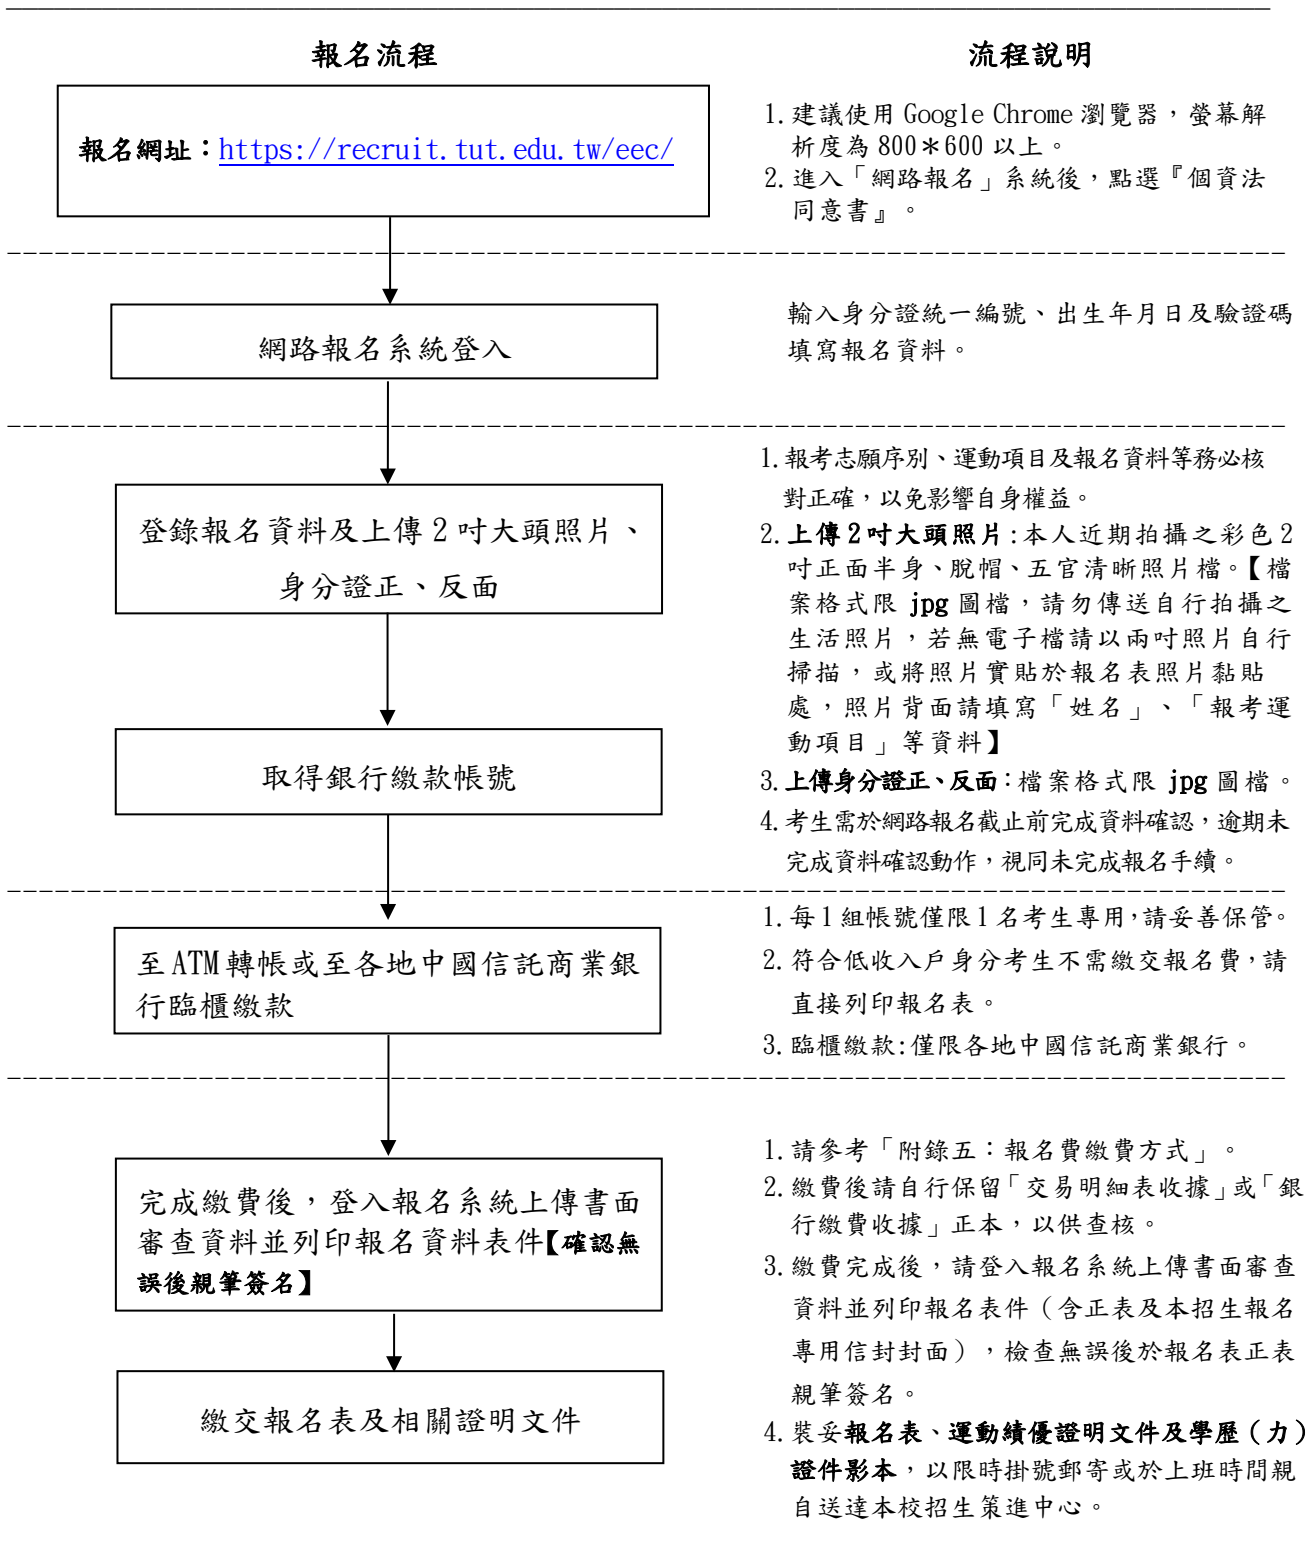 報名流程
流程說明
報名網址：https://recruit.tut.edu.tw/eec/
1.建議使用 Google Chrome 瀏覽器，螢幕解
析度為 800＊600 以上。
2.進入「網路報名」系統後，點選『個資法
同意書』。
網路報名系統登入
輸入身分證統一編號、出生年月日及驗證碼
填寫報名資料。
登錄報名資料及上傳 2 吋大頭照片、
身分證正、反面
取得銀行繳款帳號
1.報考志願序別、運動項目及報名資料等務必核
對正確，以免影響自身權益。
2.上傳 2 吋大頭照片:本人近期拍攝之彩色 2
吋正面半身、脫帽、五官清晰照片檔。【檔
案格式限 jpg 圖檔，請勿傳送自行拍攝之
生活照片，若無電子檔請以兩吋照片自行
掃描，或將照片實貼於報名表照片黏貼
處，照片背面請填寫「姓名」、「報考運
動項目」等資料】
3.上傳身分證正、反面:檔案格式限 jpg 圖檔。
4.考生需於網路報名截止前完成資料確認，逾期未
完成資料確認動作，視同未完成報名手續。
至 ATM 轉帳或至各地中國信託商業銀
行臨櫃繳款
1.每 1 組帳號僅限 1 名考生專用，請妥善保管。
2.符合低收入戶身分考生不需繳交報名費，請
直接列印報名表。
3.臨櫃繳款:僅限各地中國信託商業銀行。
完成繳費後，登入報名系統上傳書面
審查資料並列印報名資料表件【確認無
誤後親筆簽名】
繳交報名表及相關證明文件
1.請參考「附錄五：報名費繳費方式」。
2.繳費後請自行保留「交易明細表收據」或「銀
行繳費收據」正本，以供查核。
3.繳費完成後，請登入報名系統上傳書面審查
資料並列印報名表件（含正表及本招生報名
專用信封封面），檢查無誤後於報名表正表
親筆簽名。
4.裝妥報名表、運動績優證明文件及學歷（力）
證件影本，以限時掛號郵寄或於上班時間親
自送達本校招生策進中心。